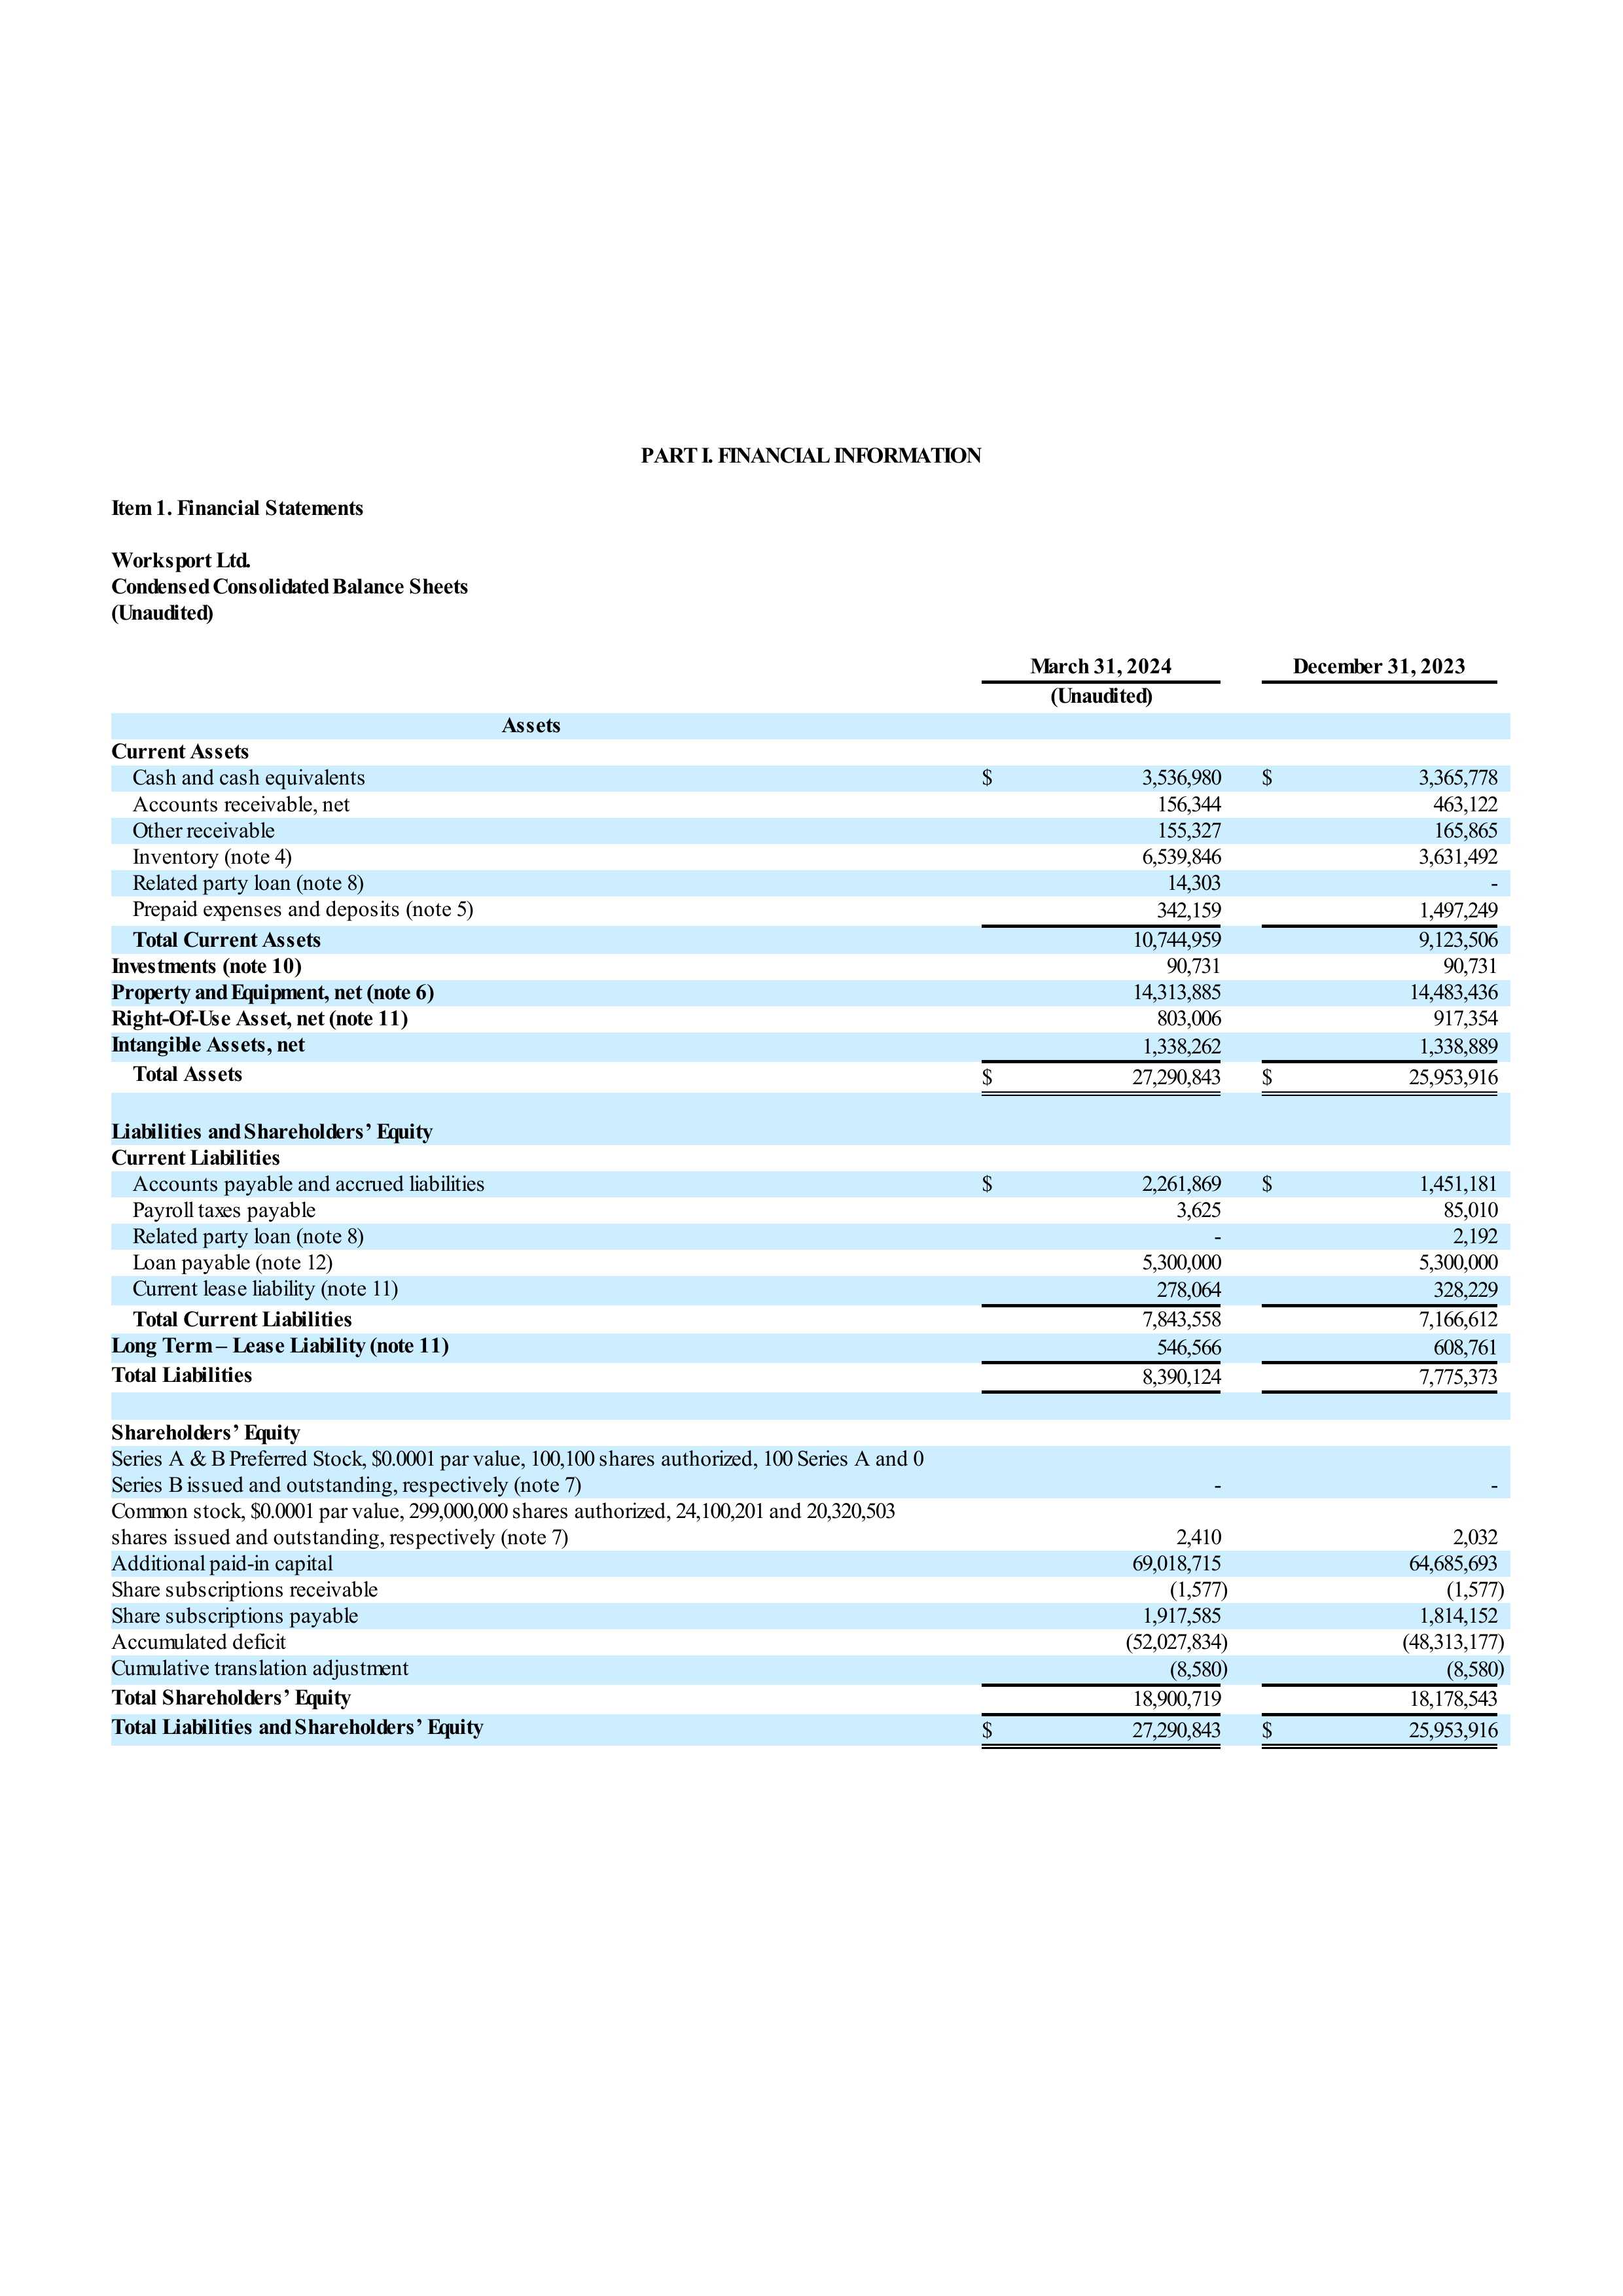 PART I. FINANCIAL INFORMATION
Item 1. Financial Statements
Worksport Ltd.
Condensed Consolidated Balance Sheets
(Unaudited)
March 31, 2024 December 31, 2023
(Unaudited)
Assets
Current Assets
Cash and cash equivalents $ 3,536,980 $ 3,365,778
Accounts receivable, net 156,344 463,122
Other receivable 155,327 165,865
Inventory (note 4) 6,539,846 3,631,492
Related party loan (note 8) 14,303 -
Prepaid expenses and deposits (note 5) 342,159 1,497,249
Total Current Assets 10,744,959 9,123,506
Investments (note 10) 90,731 90,731
Property and Equipment, net (note 6) 14,313,885 14,483,436
Right-Of-Use Asset, net (note 11) 803,006 917,354
Intangible Assets, net 1,338,262 1,338,889
Total Assets $ 27,290,843 $ 25,953,916
Liabilities and Shareholders’ Equity
Current Liabilities
Accounts payable and accrued liabilities $ 2,261,869 $ 1,451,181
Payroll taxes payable 3,625 85,010
Related party loan (note 8) - 2,192
Loan payable (note 12) 5,300,000 5,300,000
Current lease liability (note 11) 278,064 328,229
Total Current Liabilities 7,843,558 7,166,612
Long Term – Lease Liability (note 11) 546,566 608,761
Total Liabilities 8,390,124 7,775,373
Shareholders’ Equity
Series A & B Preferred Stock, $0.0001 par value, 100,100 shares authorized, 100 Series A and 0
Series B issued and outstanding, respectively (note 7) - -
Common stock, $0.0001 par value, 299,000,000 shares authorized, 24,100,201 and 20,320,503
shares issued and outstanding, respectively (note 7) 2,410 2,032
Additional paid-in capital 69,018,715 64,685,693
Share subscriptions receivable (1,577) (1,577)
Share subscriptions payable 1,917,585 1,814,152
Accumulated deficit (52,027,834) (48,313,177)
Cumulative translation adjustment (8,580) (8,580)
Total Shareholders’ Equity 18,900,719 18,178,543
Total Liabilities and Shareholders’ Equity $ 27,290,843 $ 25,953,916